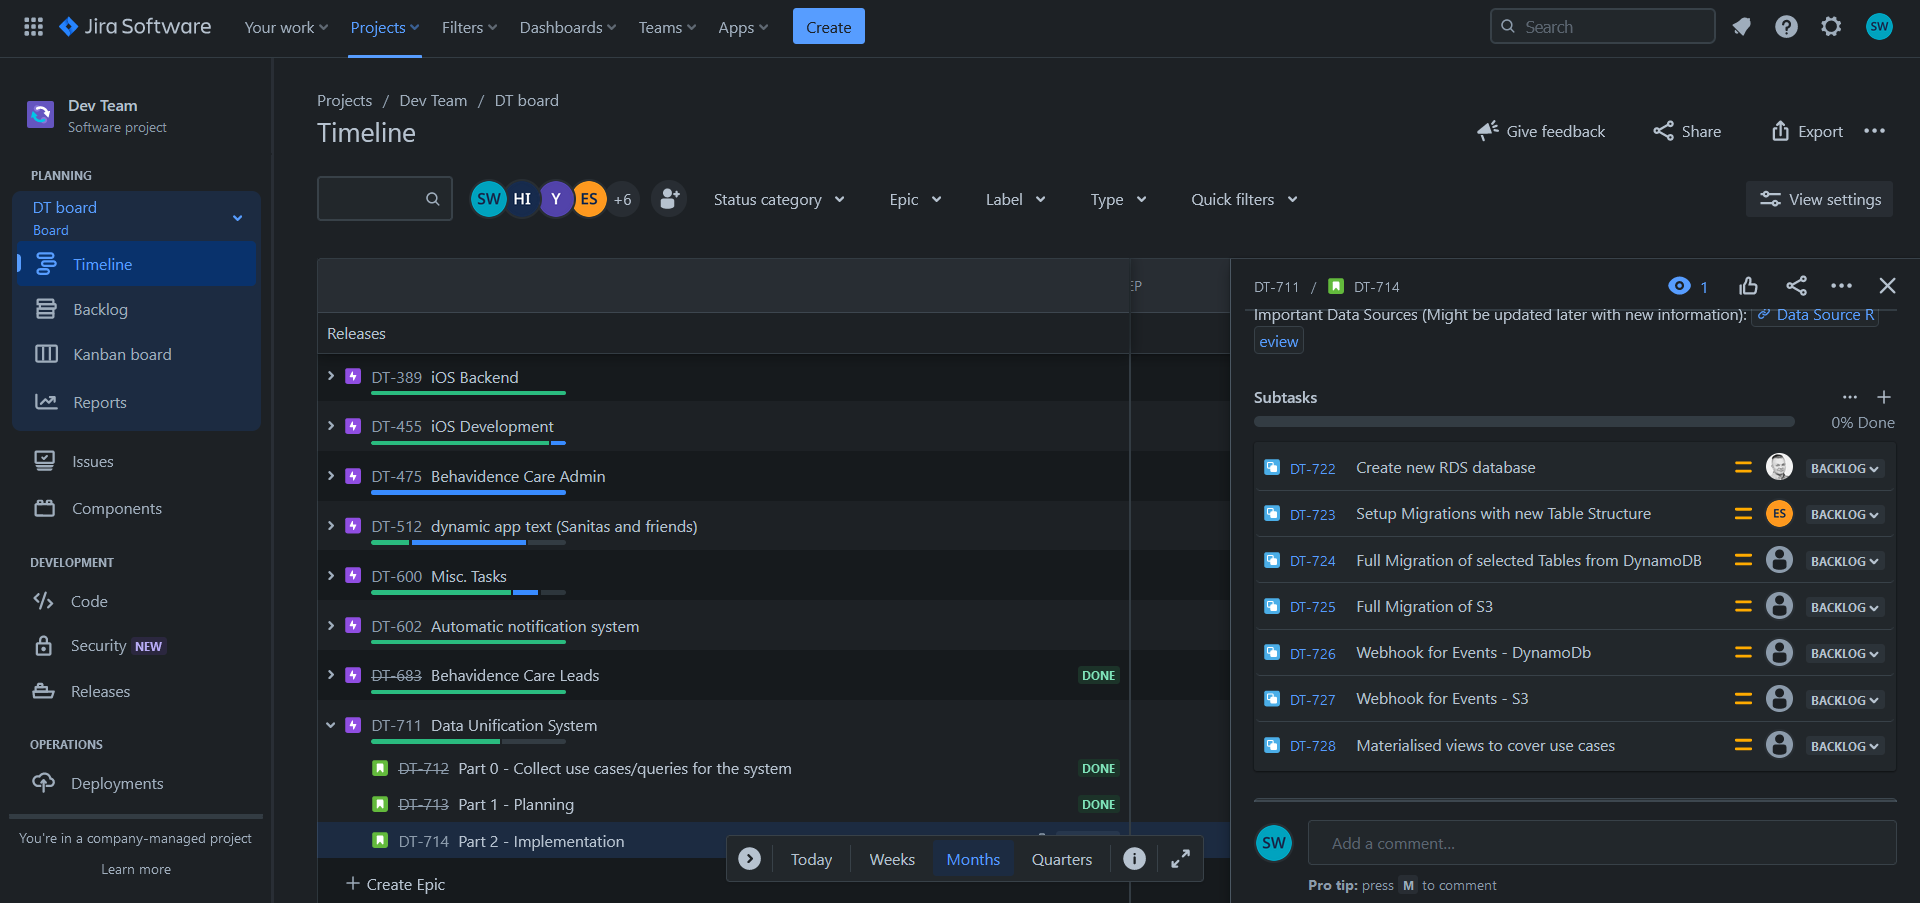 Jira Software
Your work
Projects
Filters
Dashboards
Teams
Apps
Create
Search
SW
Dev Team
Software project
PLANNING
DT board
Board
Timeline
Backlog
Kanban board
Reports
Issues
Components
DEVELOPMENT
Code
Security NEW
Releases
OPERATIONS
Deployments
You're in a company-managed project
Learn more
Projects / Dev Team / DT board
Timeline
Give feedback
Share
Export
SW HI Y ES +6
Status category
Epic
Label
Type
Quick filters
View settings
EP
Releases
DT-389 iOS Backend
DT-455 iOS Development
DT-475 Behavidence Care Admin
DT-512 dynamic app text (Sanitas and friends)
DT-600 Misc. Tasks
DT-602 Automatic notification system
DT-683 Behavidence Care Leads DONE
DT-711 Data Unification System
DT-712 Part 0 - Collect use cases/queries for the system DONE
DT-713 Part 1 - Planning DONE
DT-714 Part 2 - Implementation
Create Epic
Today
Weeks
Months
Quarters
DT-711 / DT-714
1
Important Data Sources (Might be updated later with new information): Data Source R
eview
Subtasks
0% Done
DT-722 Create new RDS database BACKLOG
DT-723 Setup Migrations with new Table Structure ES BACKLOG
DT-724 Full Migration of selected Tables from DynamoDB BACKLOG
DT-725 Full Migration of S3 BACKLOG
DT-726 Webhook for Events - DynamoDb BACKLOG
DT-727 Webhook for Events - S3 BACKLOG
DT-728 Materialised views to cover use cases BACKLOG
SW
Add a comment...
Pro tip: press M to comment